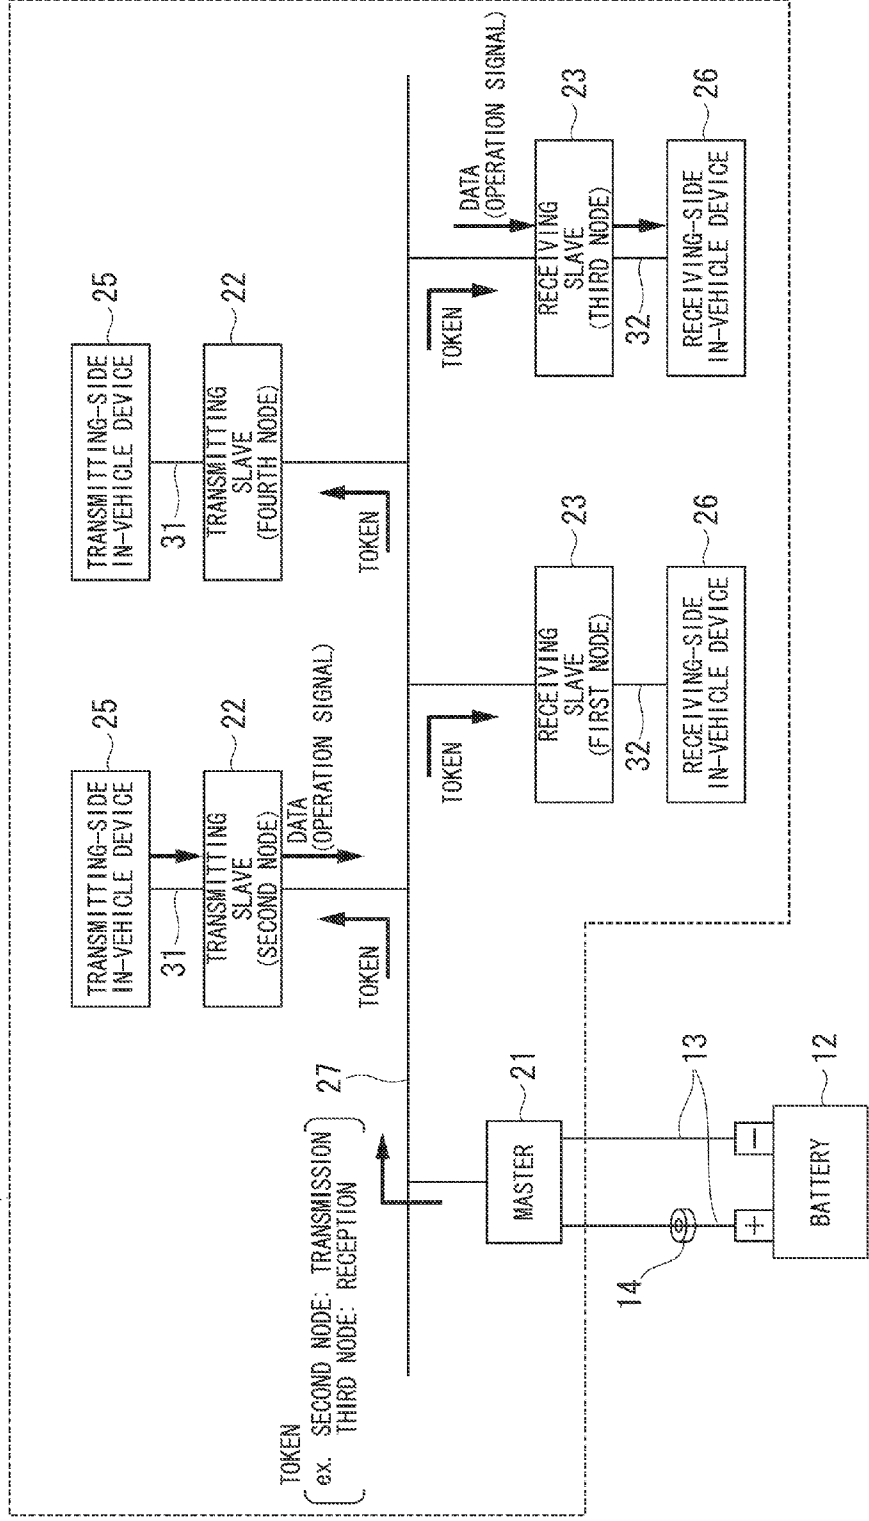 TRANSMITTING-SIDE
IN-VEHICLE DEVICE
25
TRANSMITTING-SIDE
IN-VEHICLE DEVICE
25
31
31
TRANSMITTING
SLAVE
(SECOND NODE)
22
TRANSMITTING
SLAVE
(FOURTH NODE)
22
TOKEN
ex. SECOND NODE: TRANSMISSION
THIRD NODE: RECEPTION
27
DATA
(OPERATION SIGNAL)
TOKEN
TOKEN
TOKEN
TOKEN
DATA
(OPERATION SIGNAL)
MASTER
21
RECEIVING
SLAVE
(FIRST NODE)
23
RECEIVING
SLAVE
(THIRD NODE)
23
32
32
14
13
RECEIVING-SIDE
IN-VEHICLE DEVICE
26
RECEIVING-SIDE
IN-VEHICLE DEVICE
26
+
−
BATTERY
12